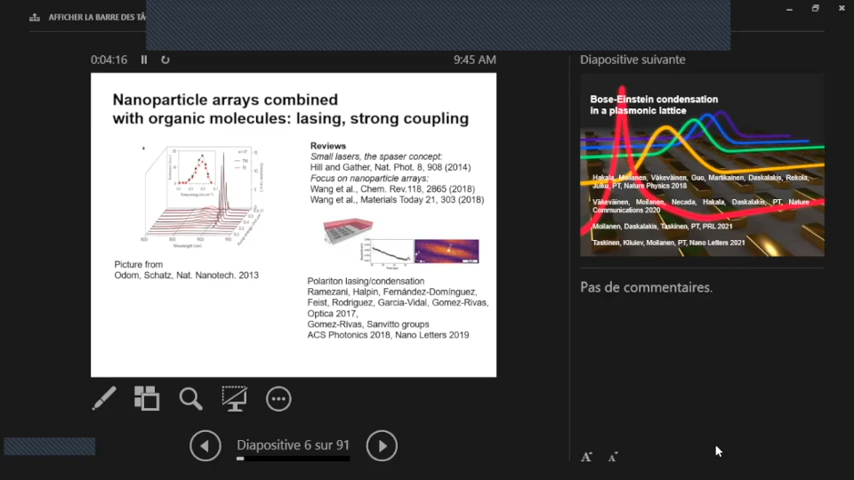 AFFICHER LA BARRE DES TÂ
0:04:16
9:45 AM
Diapositive suivante
Nanoparticle arrays combined
with organic molecules: lasing, strong coupling
Reviews
Small lasers, the spaser concept:
Hill and Gather, Nat. Phot. 8, 908 (2014)
Focus on nanoparticle arrays:
Wang et al., Chem. Rev.118, 2865 (2018)
Wang et al., Materials Today 21, 303 (2018)
Picture from
Odom, Schatz, Nat. Nanotech. 2013
Polariton lasing/condensation
Ramezani, Halpin, Fernández-Domínguez,
Feist, Rodriguez, Garcia-Vidal, Gomez-Rivas,
Optica 2017,
Gomez-Rivas, Sanvitto groups
ACS Photonics 2018, Nano Letters 2019
Bose-Einstein condensation
in a plasmonic lattice
Hakala, Moilanen, Väkeväinen, Guo, Martikainen, Daskalakis, Rekola,
Julku, PT, Nature Physics 2018
Väkeväinen, Moilanen, Necada, Hakala, Daskalakis, PT, Nature
Communications 2020
Moilanen, Daskalakis, Taskinen, PT, PRL 2021
Taskinen, Kliuiev, Moilanen, PT, Nano Letters 2021
Pas de commentaires.
Diapositive 6 sur 91
A A